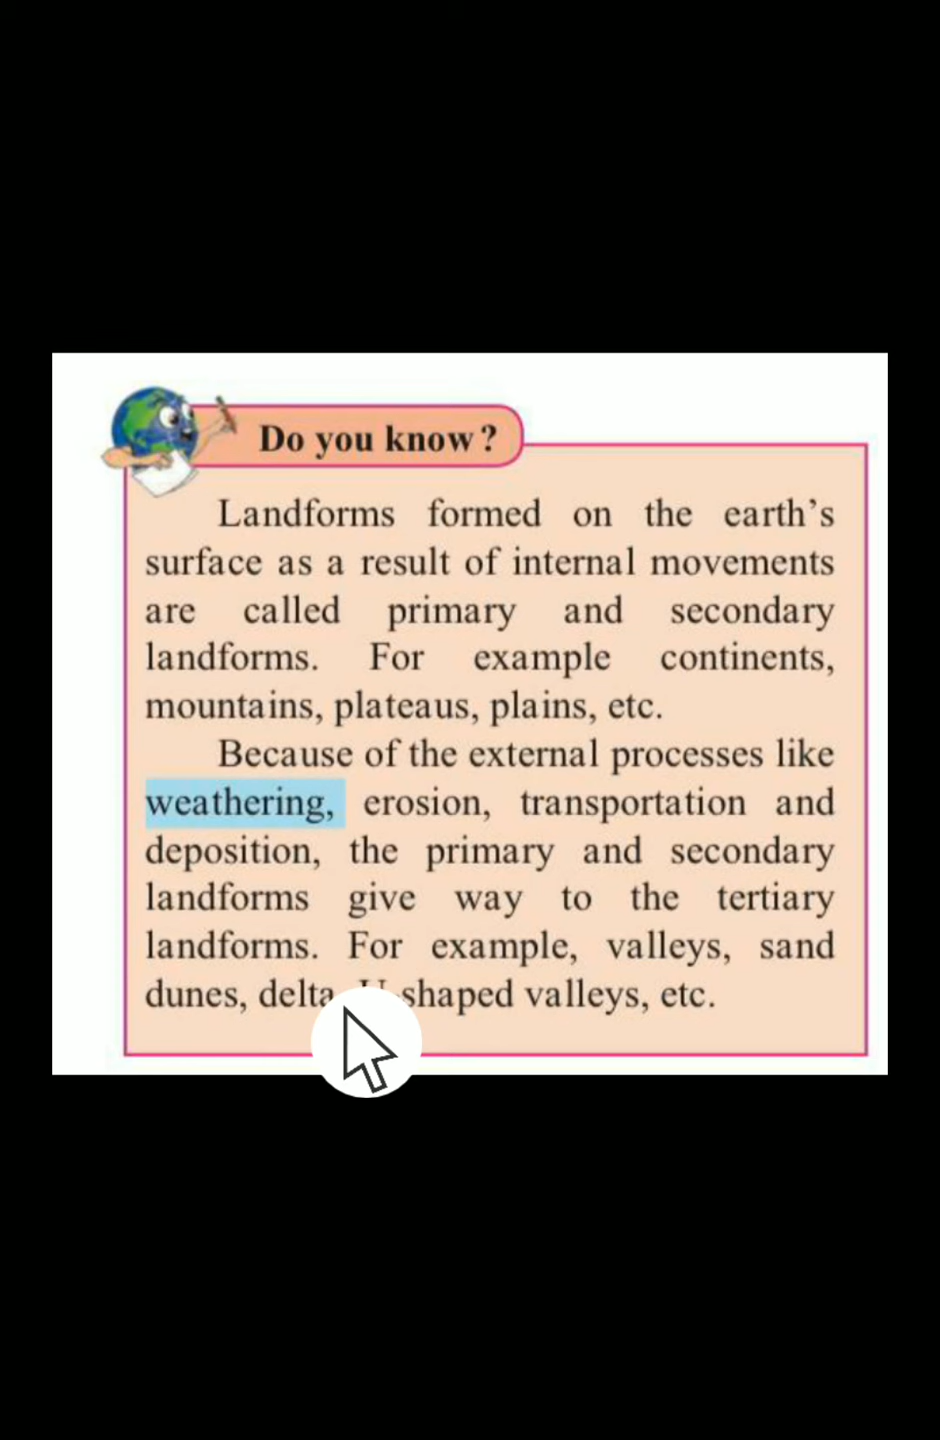 Do you know ?
Landforms formed on the earth's
surface as a result of internal movements
are called primary and secondary
landforms. For example continents,
mountains, plateaus, plains, etc.
Because of the external processes like
weathering, erosion, transportation and
deposition, the primary and secondary
landforms give way to the tertiary
landforms. For example, valleys, sand
dunes, delta, U-shaped valleys, etc.